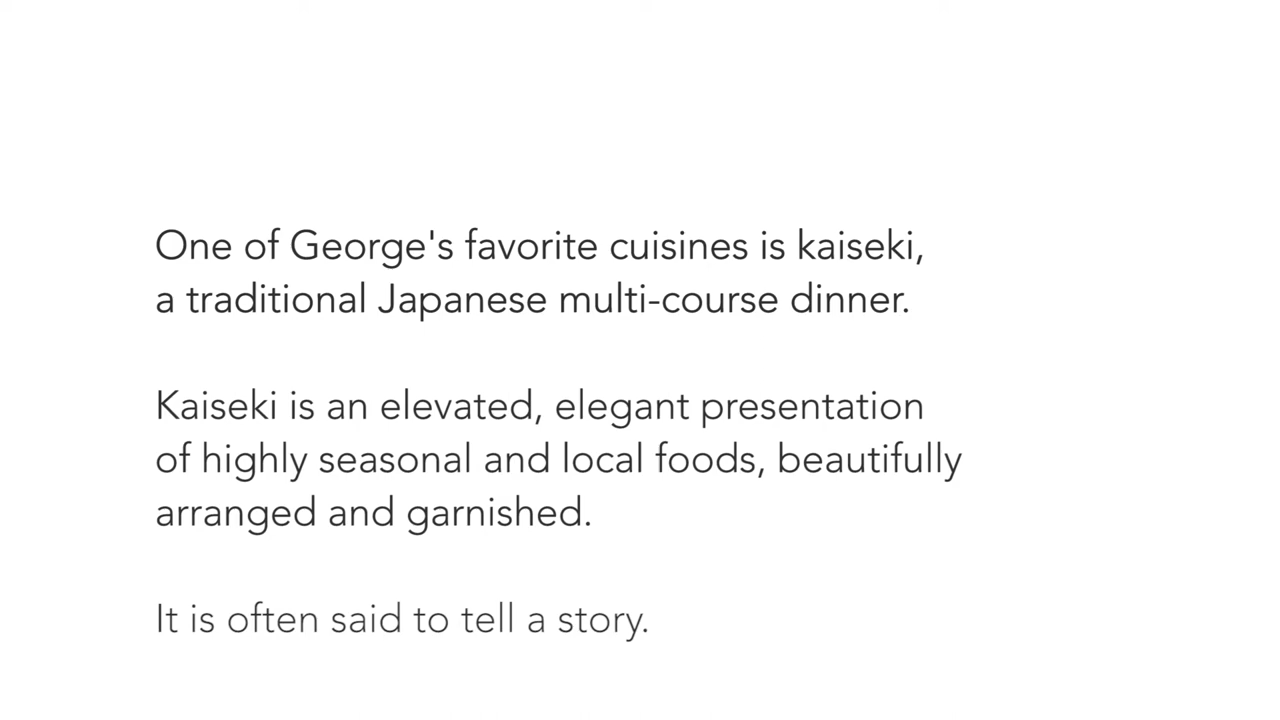 One of George's favorite cuisines is kaiseki,
a traditional Japanese multi-course dinner.
Kaiseki is an elevated, elegant presentation
of highly seasonal and local foods, beautifully
arranged and garnished.
It is often said to tell a story.